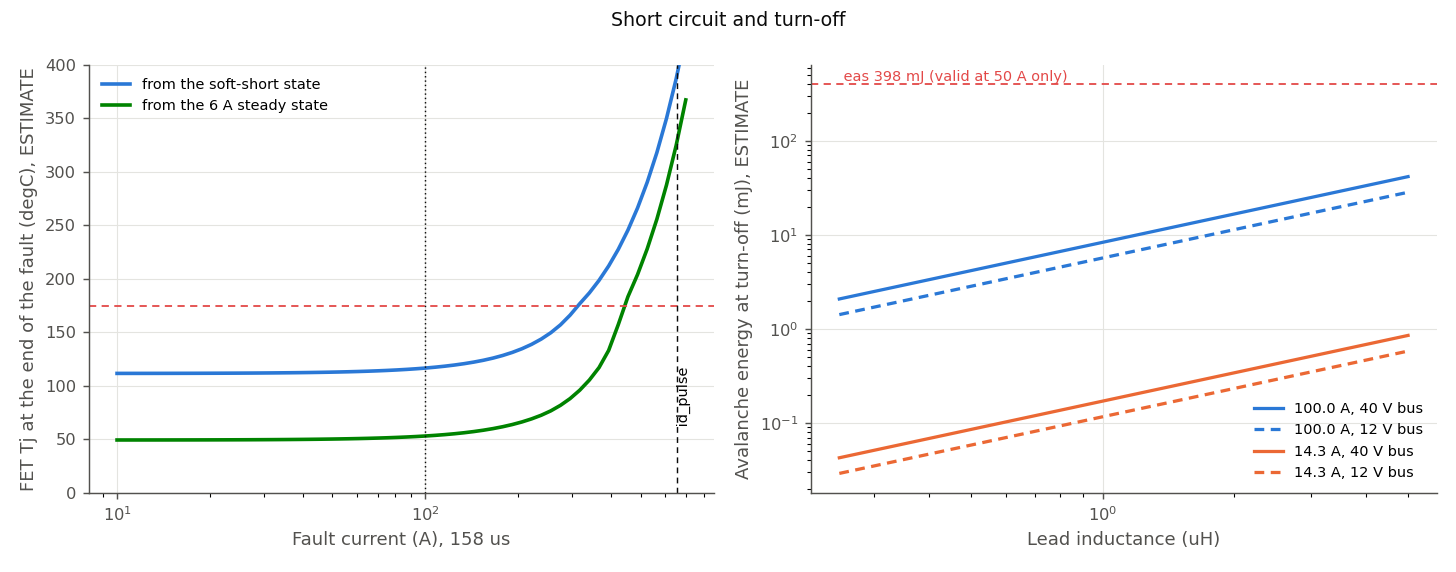 Short circuit and turn-off
FET Tj at the end of the fault (degC), ESTIMATE
400
350
300
250
200
150
100
50
0
from the soft-short state
from the 6 A steady state
id_pulse
10¹
10²
Fault current (A), 158 us
Avalanche energy at turn-off (mJ), ESTIMATE
10²
10¹
10⁰
10⁻¹
eas 398 mJ (valid at 50 A only)
100.0 A, 40 V bus
100.0 A, 12 V bus
14.3 A, 40 V bus
14.3 A, 12 V bus
10⁰
Lead inductance (uH)